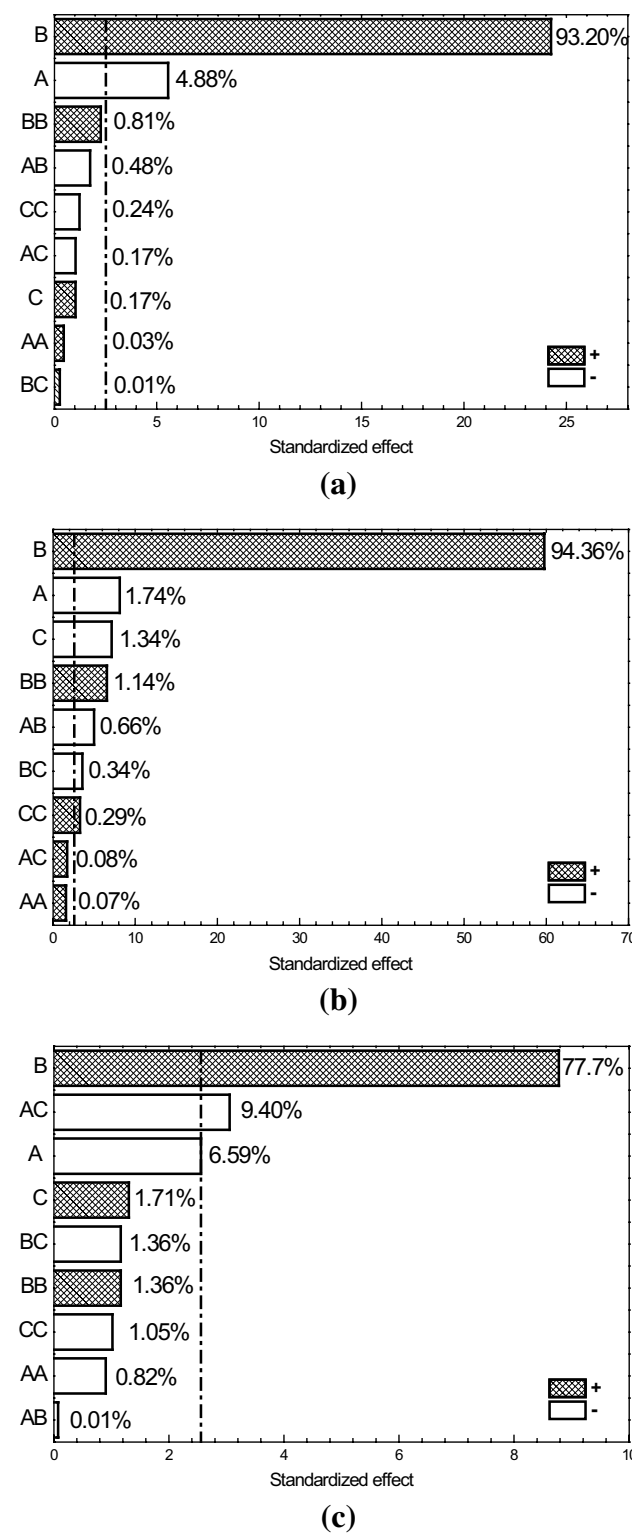 B 93.20%
A 4.88%
BB 0.81%
AB 0.48%
CC 0.24%
AC 0.17%
C 0.17%
AA 0.03%
+
BC 0.01%
-
0 5 10 15 20 25
Standardized effect
(a)
B 94.36%
A 1.74%
C 1.34%
BB 1.14%
AB 0.66%
BC 0.34%
CC 0.29%
AC 0.08%
+
AA 0.07%
-
0 10 20 30 40 50 60 70
Standardized effect
(b)
B 77.7%
AC 9.40%
A 6.59%
C 1.71%
BC 1.36%
BB 1.36%
CC 1.05%
AA 0.82%
+
AB 0.01%
-
0 2 4 6 8 10
Standardized effect
(c)